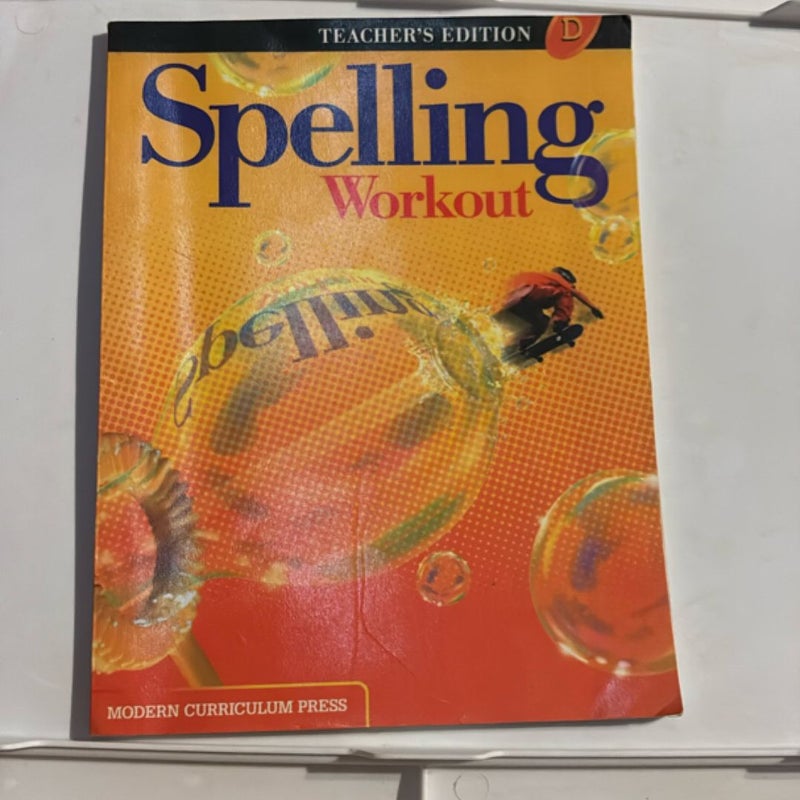 TEACHER'S EDITION D
Spelling
Workout
Spelling
MODERN CURRICULUM PRESS